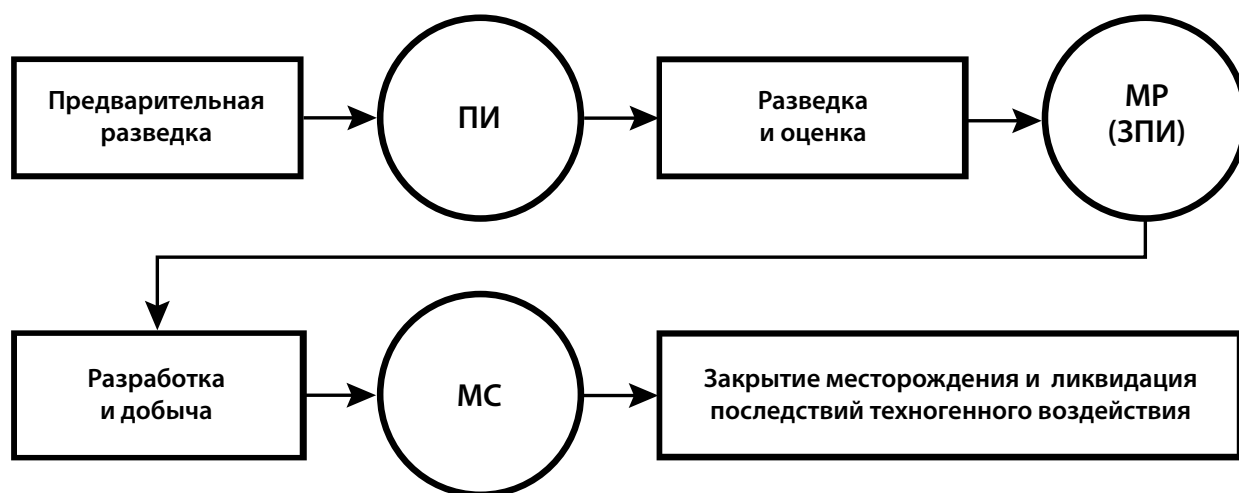 Предварительная
разведка
ПИ
Разведка
и оценка
МР
(ЗПИ)
Разработка
и добыча
МС
Закрытие месторождения и ликвидация
последствий техногенного воздействия